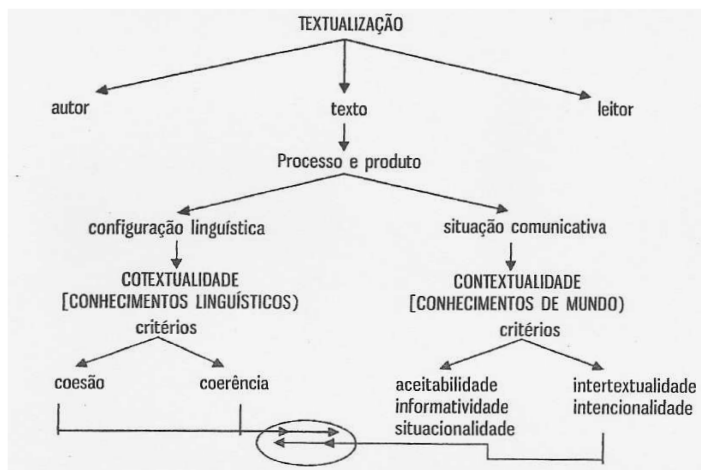 TEXTUALIZAÇÃO
autor texto leitor
Processo e produto
configuração linguística situação comunicativa
COTEXTUALIDADE CONTEXTUALIDADE
[CONHECIMENTOS LINGUÍSTICOS) [CONHECIMENTOS DE MUNDO)
critérios critérios
coesão coerência aceitabilidade intertextualidade
informatividade intencionalidade
situacionalidade